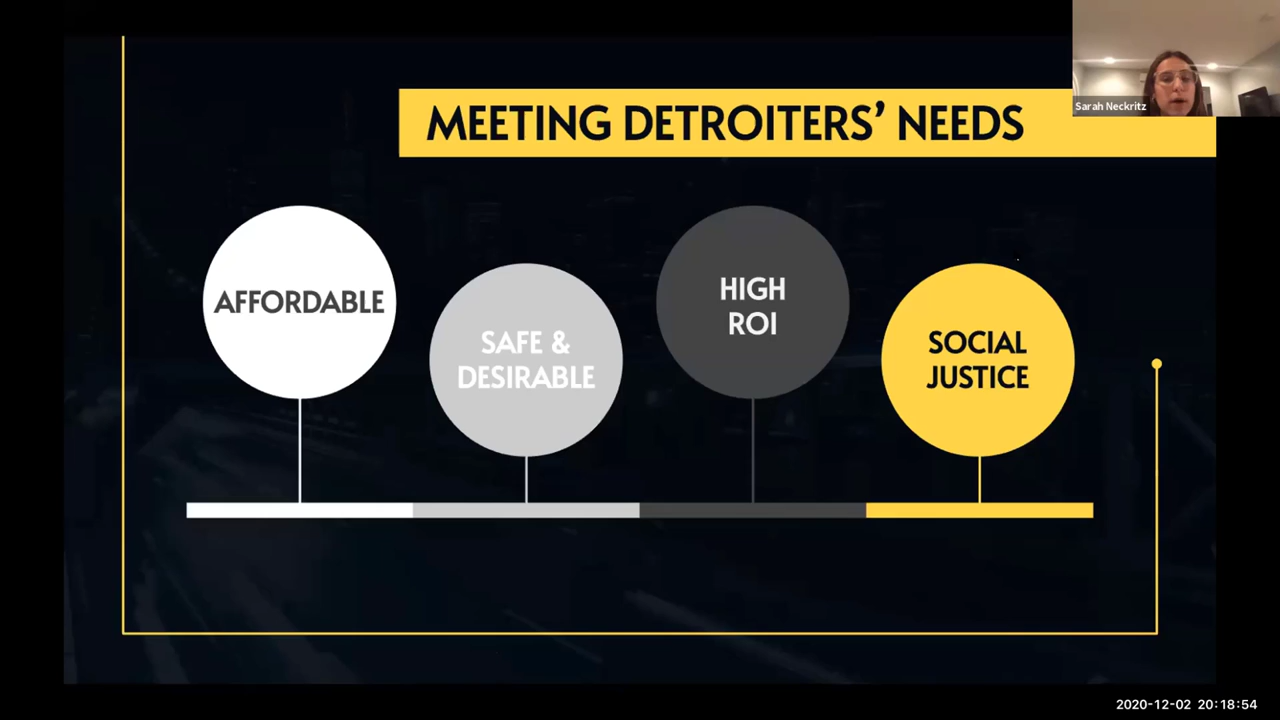 Sarah Neckritz
MEETING DETROITERS’ NEEDS
AFFORDABLE
SAFE &
DESIRABLE
HIGH
ROI
SOCIAL
JUSTICE
2020-12-02 20:18:54